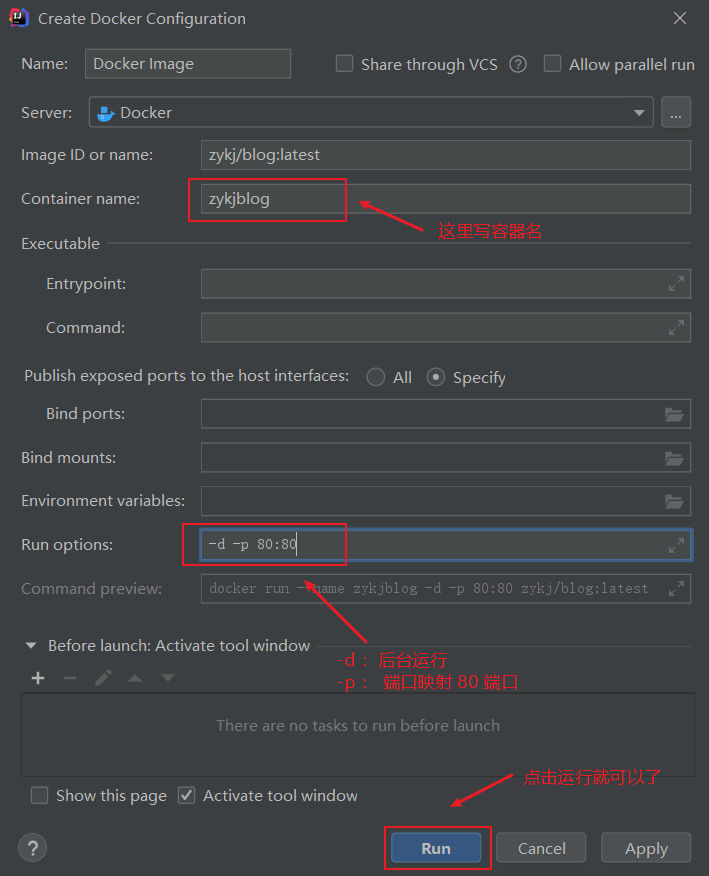 Create Docker Configuration
Name: Docker Image Share through VCS ? Allow parallel run
Server: Docker ...
Image ID or name: zykj/blog:latest
Container name: zykjblog
这里写容器名
Executable
Entrypoint:
Command:
Publish exposed ports to the host interfaces: All Specify
Bind ports:
Bind mounts:
Environment variables:
Run options: -d -p 80:80
Command preview: docker run --name zykjblog -d -p 80:80 zykj/blog:latest
Before launch: Activate tool window
-d : 后台运行
-p : 端口映射 80 端口
There are no tasks to run before launch
点击运行就可以了
Show this page Activate tool window
? Run Cancel Apply